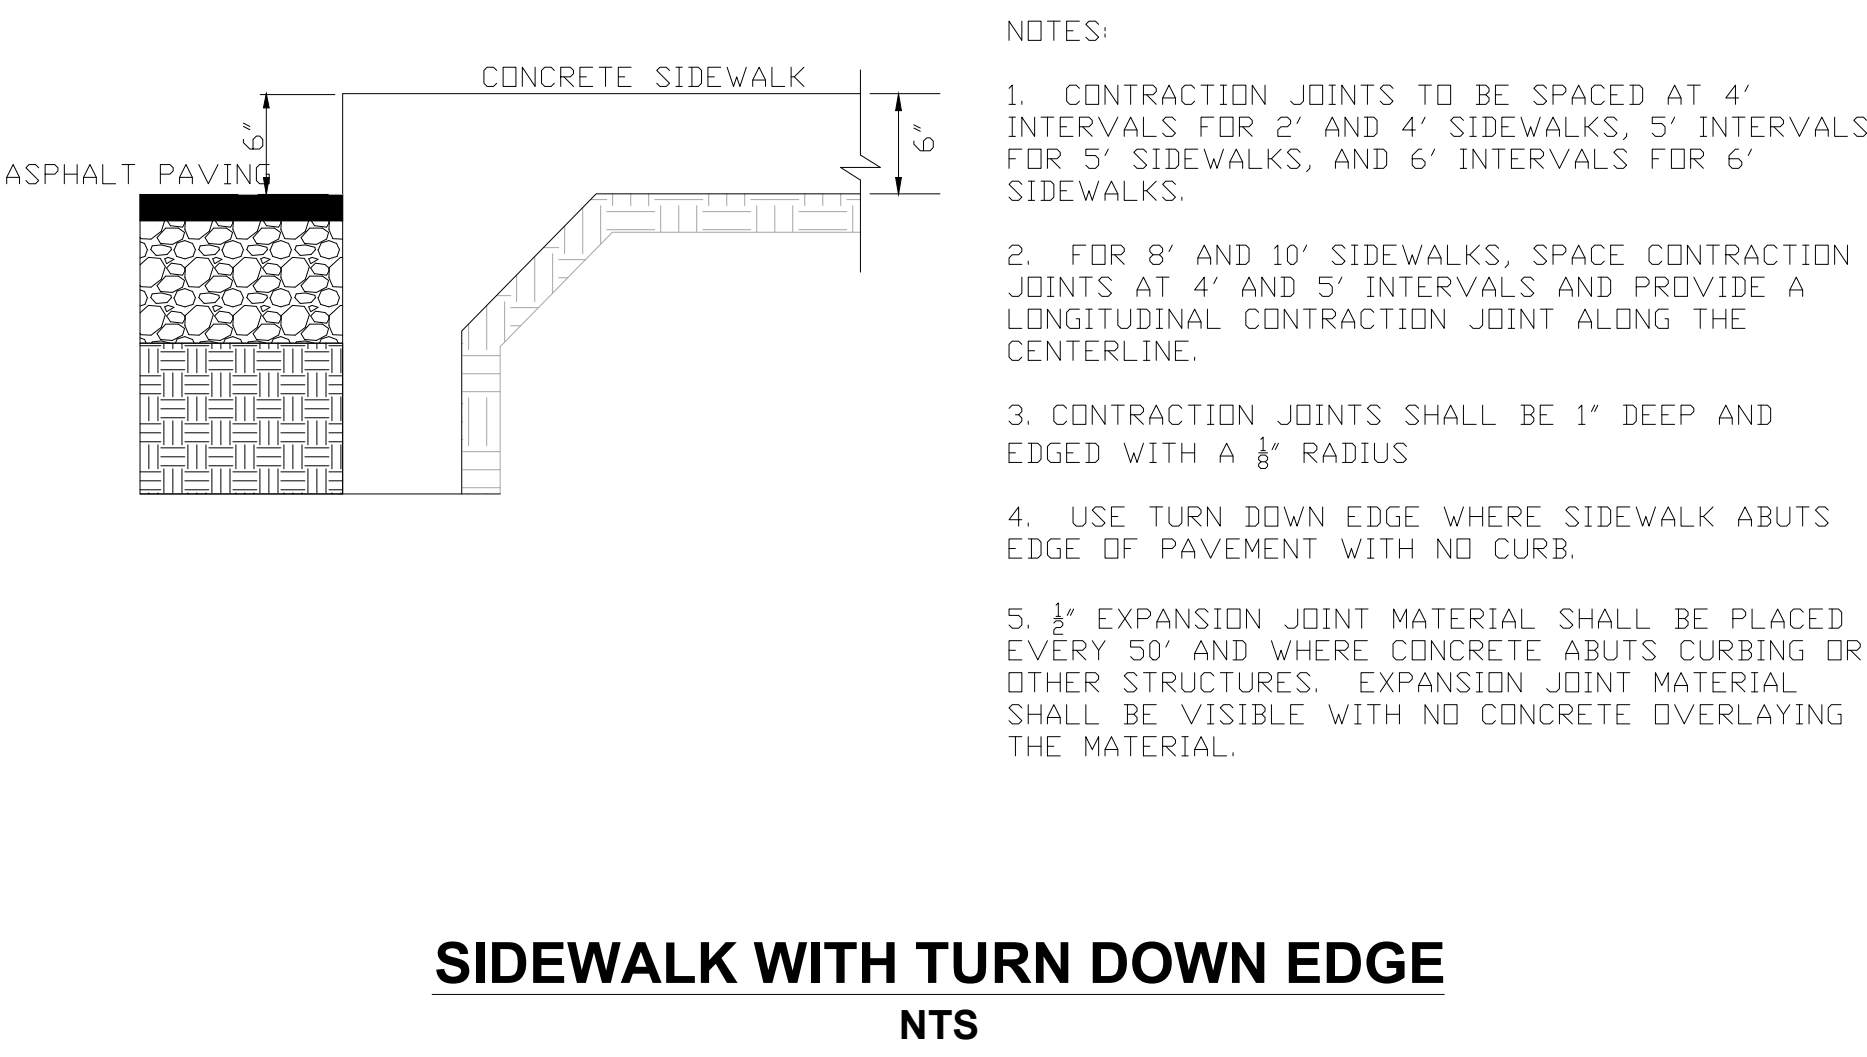 CONCRETE SIDEWALK
6"
6"
ASPHALT PAVING
NOTES:
1. CONTRACTION JOINTS TO BE SPACED AT 4'
INTERVALS FOR 2' AND 4' SIDEWALKS, 5' INTERVALS
FOR 5' SIDEWALKS, AND 6' INTERVALS FOR 6'
SIDEWALKS.
2. FOR 8' AND 10' SIDEWALKS, SPACE CONTRACTION
JOINTS AT 4' AND 5' INTERVALS AND PROVIDE A
LONGITUDINAL CONTRACTION JOINT ALONG THE
CENTERLINE.
3. CONTRACTION JOINTS SHALL BE 1" DEEP AND
EDGED WITH A 1/8" RADIUS
4. USE TURN DOWN EDGE WHERE SIDEWALK ABUTS
EDGE OF PAVEMENT WITH NO CURB.
5. 1/2" EXPANSION JOINT MATERIAL SHALL BE PLACED
EVERY 50' AND WHERE CONCRETE ABUTS CURBING OR
OTHER STRUCTURES. EXPANSION JOINT MATERIAL
SHALL BE VISIBLE WITH NO CONCRETE OVERLAYING
THE MATERIAL.
SIDEWALK WITH TURN DOWN EDGE
NTS